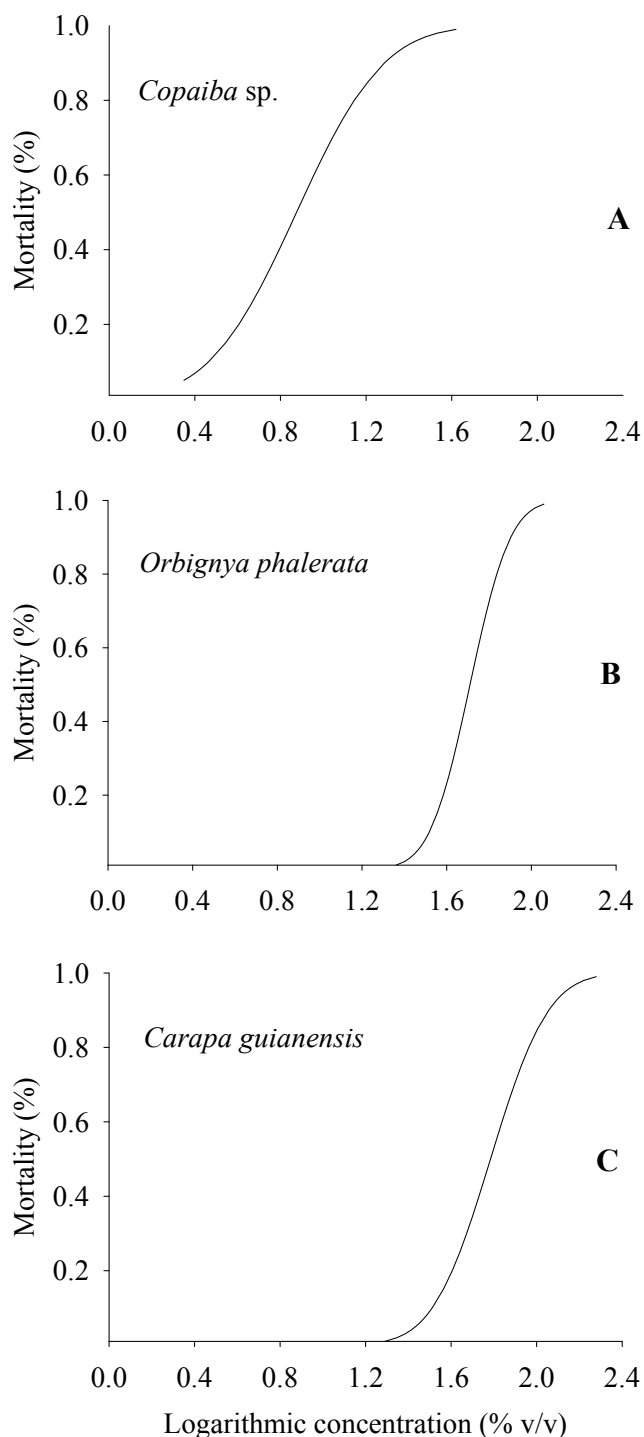 1.0
Copaiba sp.
0.8
Mortality (%)
0.6
A
0.4
0.2
0.0 0.4 0.8 1.2 1.6 2.0 2.4
1.0
Orbignya phalerata
0.8
Mortality (%)
0.6
B
0.4
0.2
0.0 0.4 0.8 1.2 1.6 2.0 2.4
1.0
Carapa guianensis
0.8
Mortality (%)
0.6
C
0.4
0.2
0.0 0.4 0.8 1.2 1.6 2.0 2.4
Logarithmic concentration (% v/v)